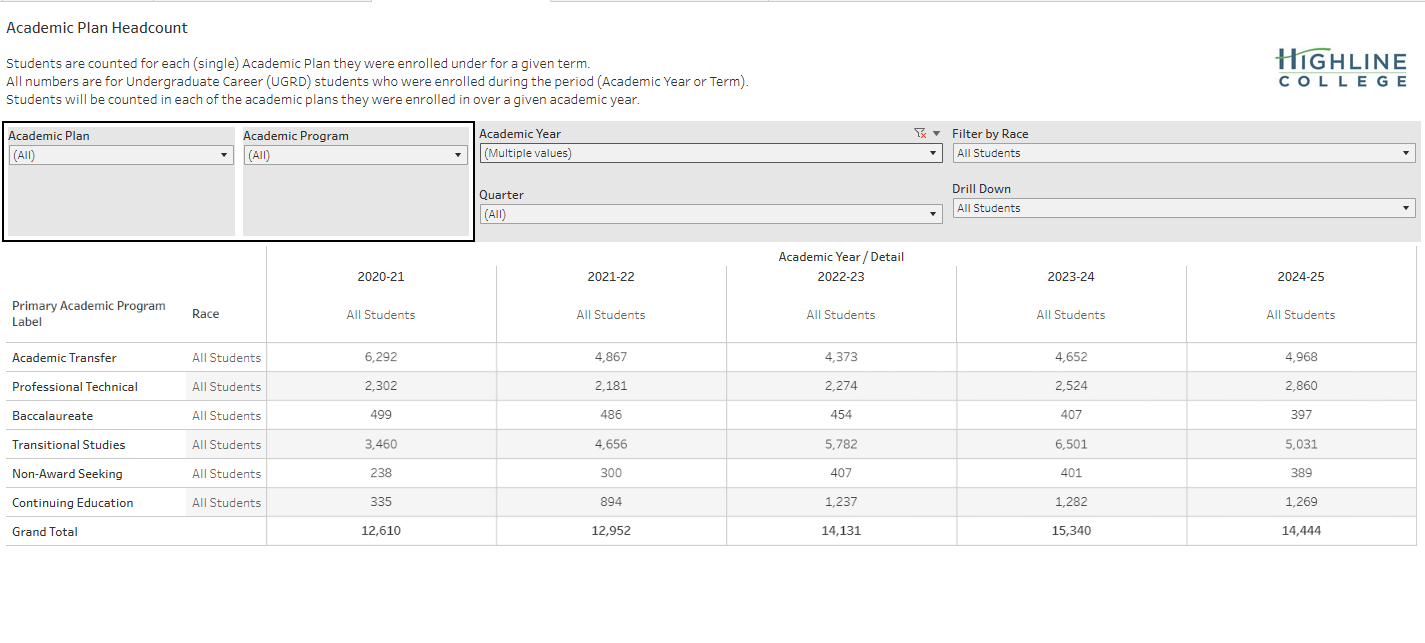 Academic Plan Headcount
Students are counted for each (single) Academic Plan they were enrolled under for a given term.
All numbers are for Undergraduate Career (UGRD) students who were enrolled during the period (Academic Year or Term).
Students will be counted in each of the academic plans they were enrolled in over a given academic year.
HIGHLINE
COLLEGE
Academic Plan
(All)
Academic Program
(All)
Academic Year
(Multiple values)
Quarter
(All)
Filter by Race
All Students
Drill Down
All Students
Academic Year / Detail
2020-21 2021-22 2022-23 2023-24 2024-25
Primary Academic Program
Label
Race
All Students All Students All Students All Students All Students
Academic Transfer All Students 6,292 4,867 4,373 4,652 4,968
Professional Technical All Students 2,302 2,181 2,274 2,524 2,860
Baccalaureate All Students 499 486 454 407 397
Transitional Studies All Students 3,460 4,656 5,782 6,501 5,031
Non-Award Seeking All Students 238 300 407 401 389
Continuing Education All Students 335 894 1,237 1,282 1,269
Grand Total 12,610 12,952 14,131 15,340 14,444